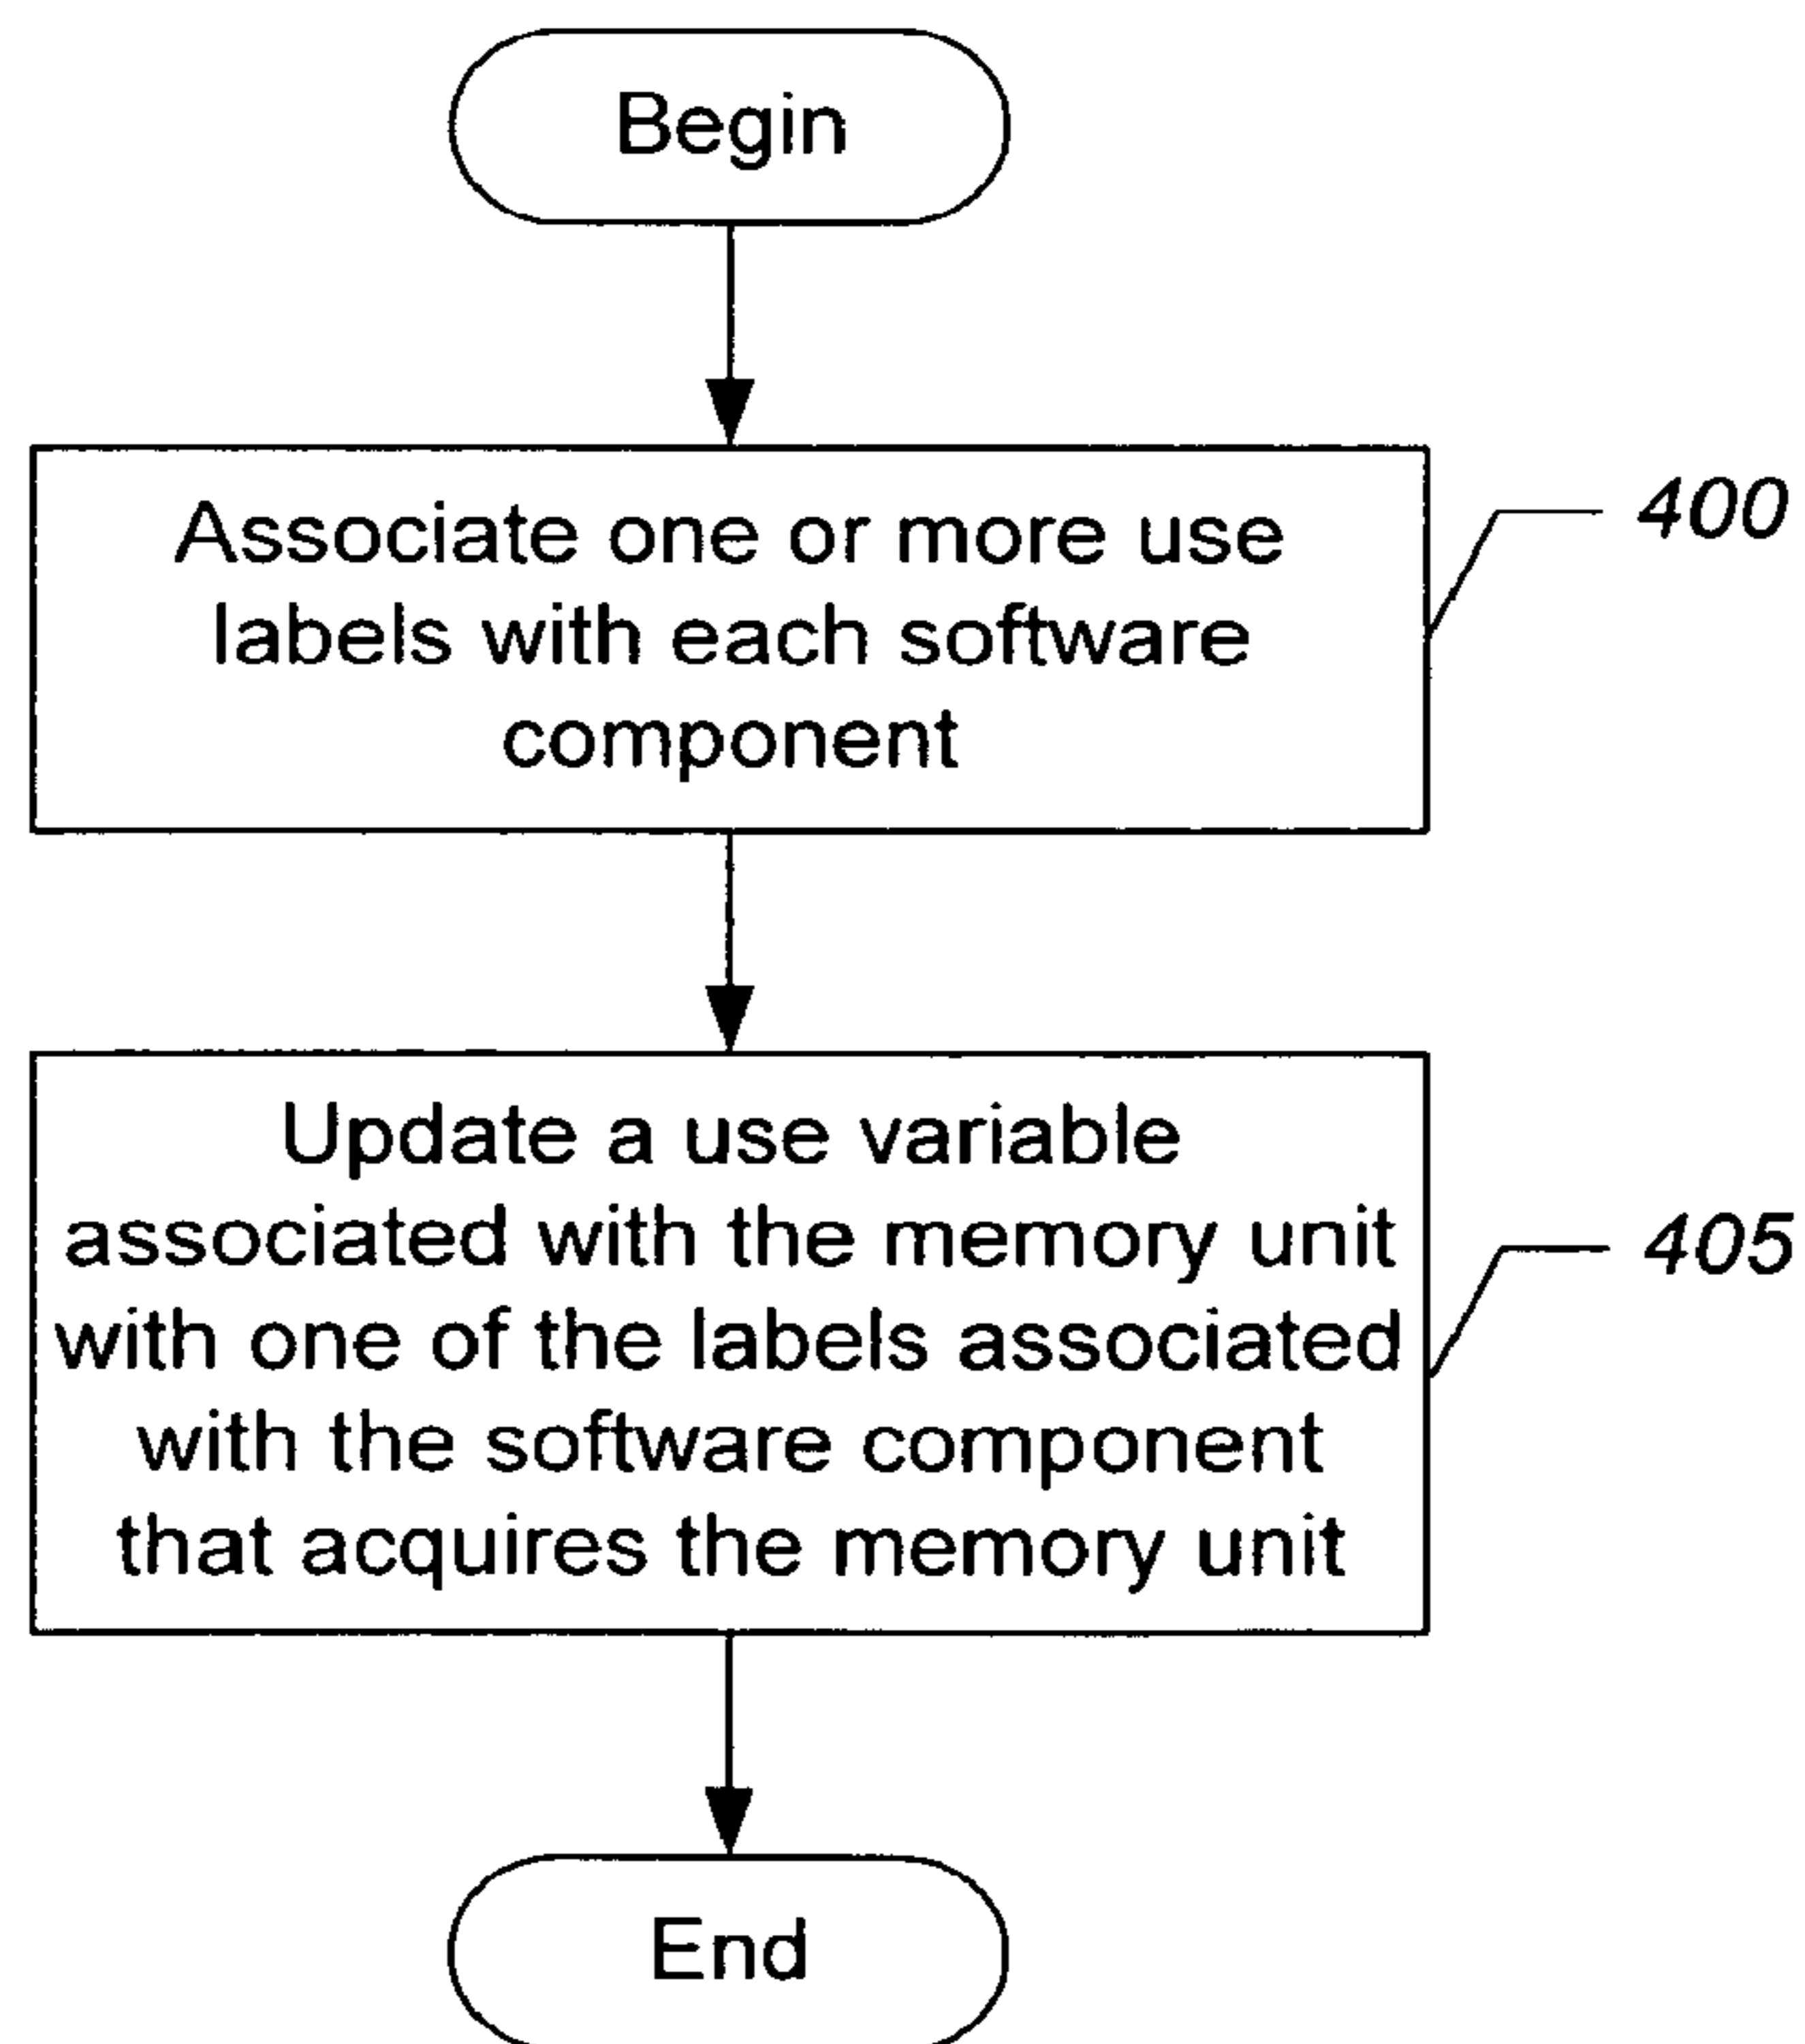 Begin
Associate one or more use
labels with each software
component
400
Update a use variable
associated with the memory unit
with one of the labels associated
with the software component
that acquires the memory unit
405
End